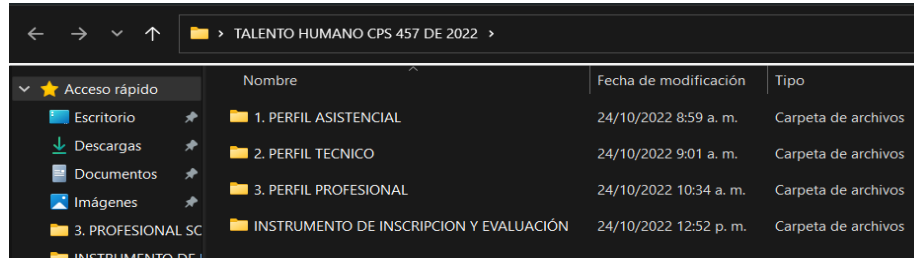 TALENTO HUMANO CPS 457 DE 2022
Nombre Fecha de modificación Tipo
Acceso rápido
Escritorio 1. PERFIL ASISTENCIAL 24/10/2022 8:59 a. m. Carpeta de archivos
Descargas 2. PERFIL TECNICO 24/10/2022 9:01 a. m. Carpeta de archivos
Documentos
Imágenes 3. PERFIL PROFESIONAL 24/10/2022 10:34 a. m. Carpeta de archivos
3. PROFESIONAL SC INSTRUMENTO DE INSCRIPCION Y EVALUACIÓN 24/10/2022 12:52 p. m. Carpeta de archivos
INSTRUMENTO DE